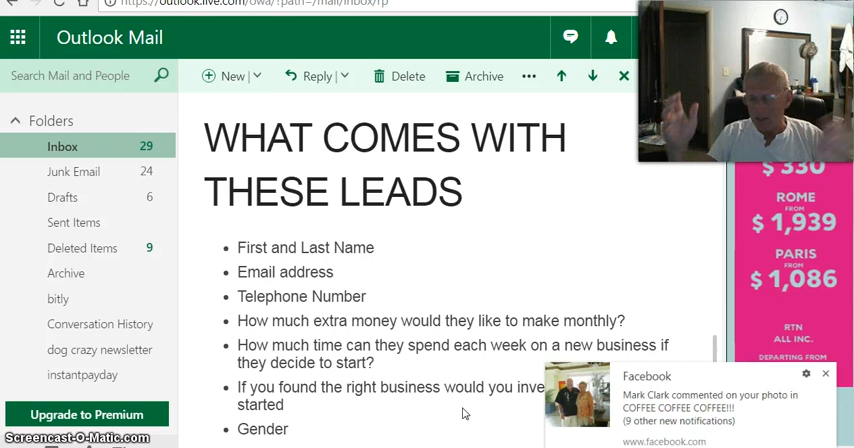 https://outlook.live.com/owa/?path=/mail/inbox/rp
Outlook Mail
Search Mail and People
New
Reply
Delete
Archive
Folders
Inbox 29
Junk Email 24
Drafts 6
Sent Items
Deleted Items 9
Archive
bitly
Conversation History
dog crazy newsletter
instantpayday
Upgrade to Premium
Screencast-O-Matic.com
WHAT COMES WITH
THESE LEADS
First and Last Name
Email address
Telephone Number
How much extra money would they like to make monthly?
How much time can they spend each week on a new business if
they decide to start?
If you found the right business would you inve
started
Gender
$ 330
ROME
FROM
$ 1,939
PARIS
FROM
$ 1,086
RTN
ALL INC.
DEPARTING FROM
Facebook
Mark Clark commented on your photo in
COFFEE COFFEE COFFEE!!!
(9 other new notifications)
www.facebook.com